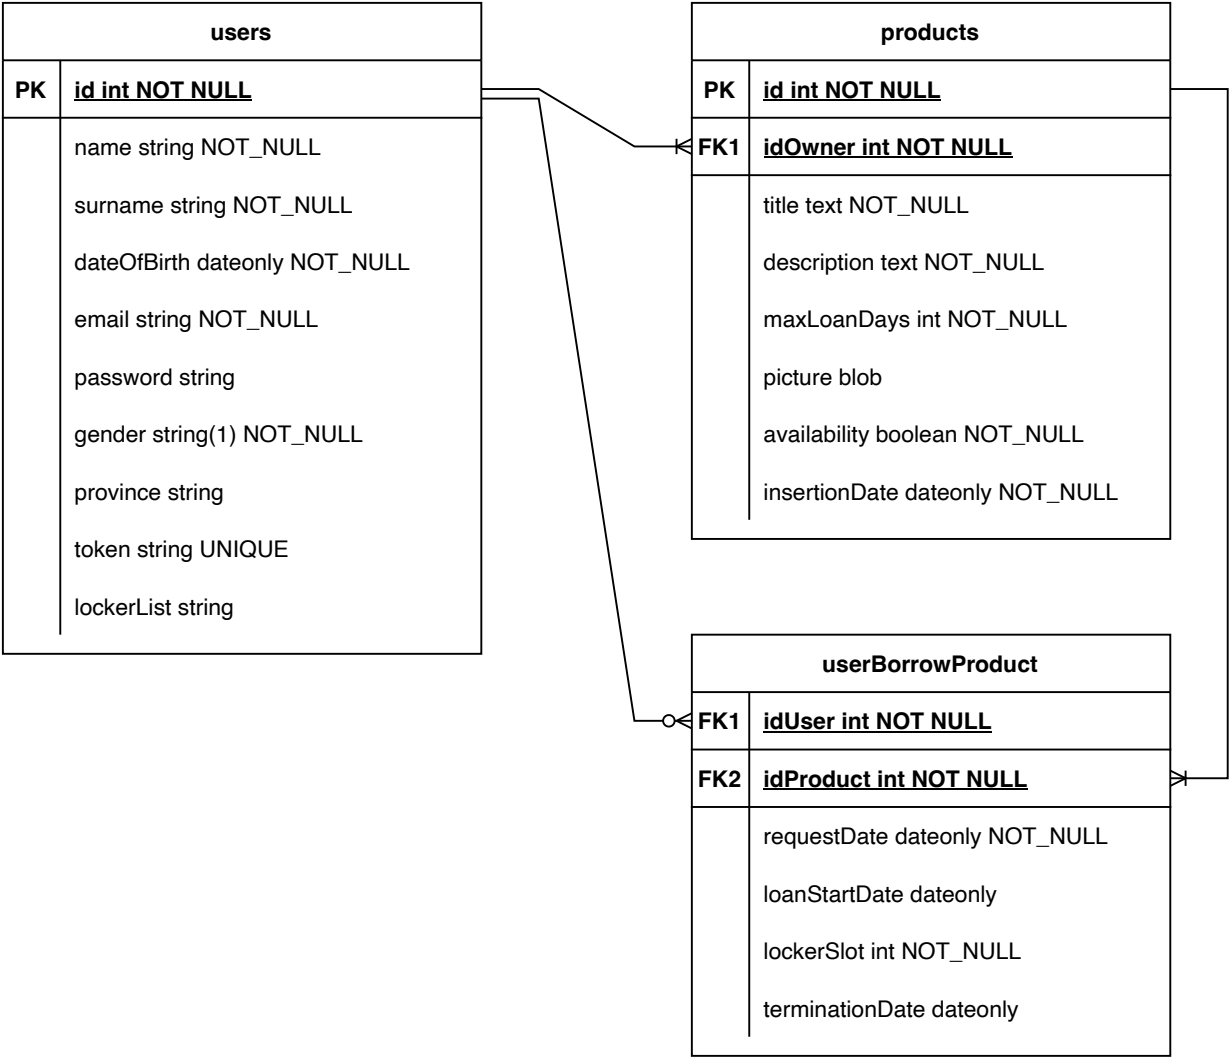 users
PK id int NOT NULL
name string NOT_NULL
surname string NOT_NULL
dateOfBirth dateonly NOT_NULL
email string NOT_NULL
password string
gender string(1) NOT_NULL
province string
token string UNIQUE
lockerList string
products
PK id int NOT NULL
FK1 idOwner int NOT NULL
title text NOT_NULL
description text NOT_NULL
maxLoanDays int NOT_NULL
picture blob
availability boolean NOT_NULL
insertionDate dateonly NOT_NULL
userBorrowProduct
FK1 idUser int NOT NULL
FK2 idProduct int NOT NULL
requestDate dateonly NOT_NULL
loanStartDate dateonly
lockerSlot int NOT_NULL
terminationDate dateonly